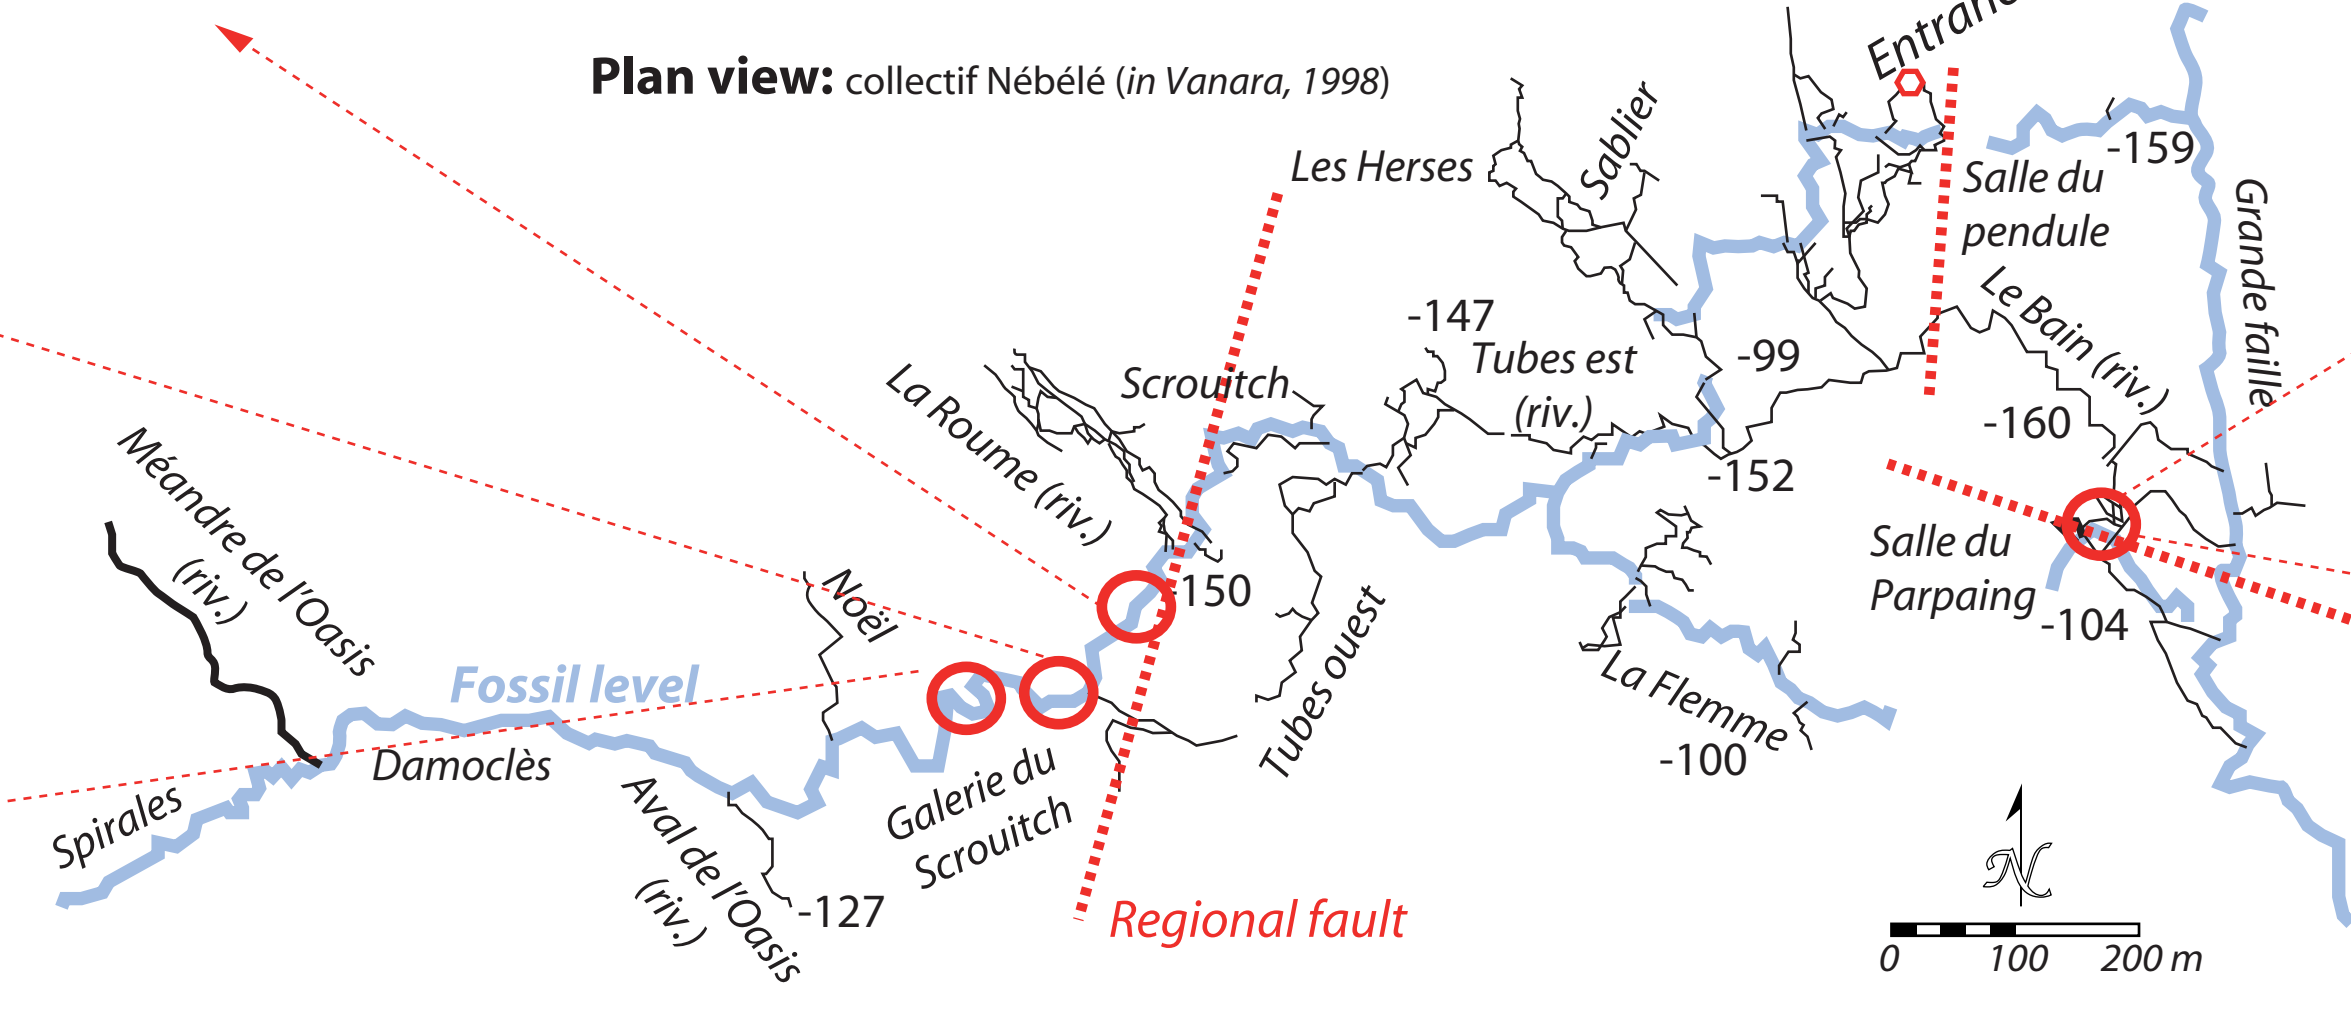 Entranc
Plan view: collectif Nébélé (in Vanara, 1998)
Les Herses
Sablier
-159
Salle du
pendule
Grande faille
Le Bain (riv.)
-147
Tubes est
(riv.)
-99
Scrouitch
La Roume (riv.)
-160
-152
Méandre de l'Oasis
(riv.)
Noël
-150
Salle du
Parpaing
-104
Tubes ouest
La Flemme
-100
Fossil level
Damoclès
Spirales
Galerie du
Scrouitch
Aval de l'Oasis
(riv.)
-127
Regional fault
N
0 100 200 m